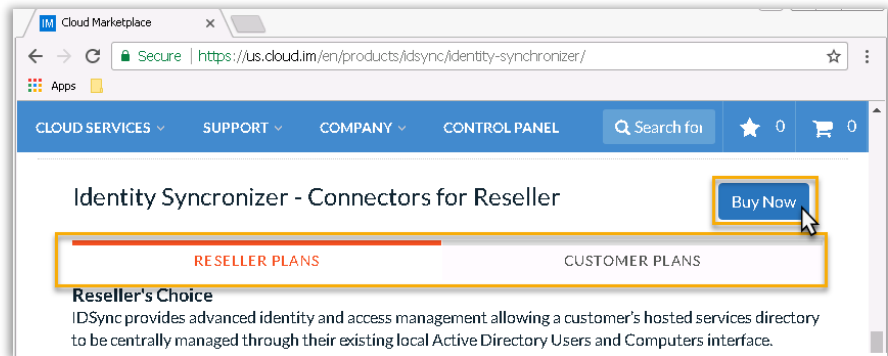 IM Cloud Marketplace
Secure | https://us.cloud.im/en/products/idsync/identity-synchronizer/
Apps
CLOUD SERVICES SUPPORT COMPANY CONTROL PANEL Search for 0 0
Identity Syncronizer - Connectors for Reseller
Buy Now
RESELLER PLANS CUSTOMER PLANS
Reseller's Choice
IDSync provides advanced identity and access management allowing a customer's hosted services directory
to be centrally managed through their existing local Active Directory Users and Computers interface.